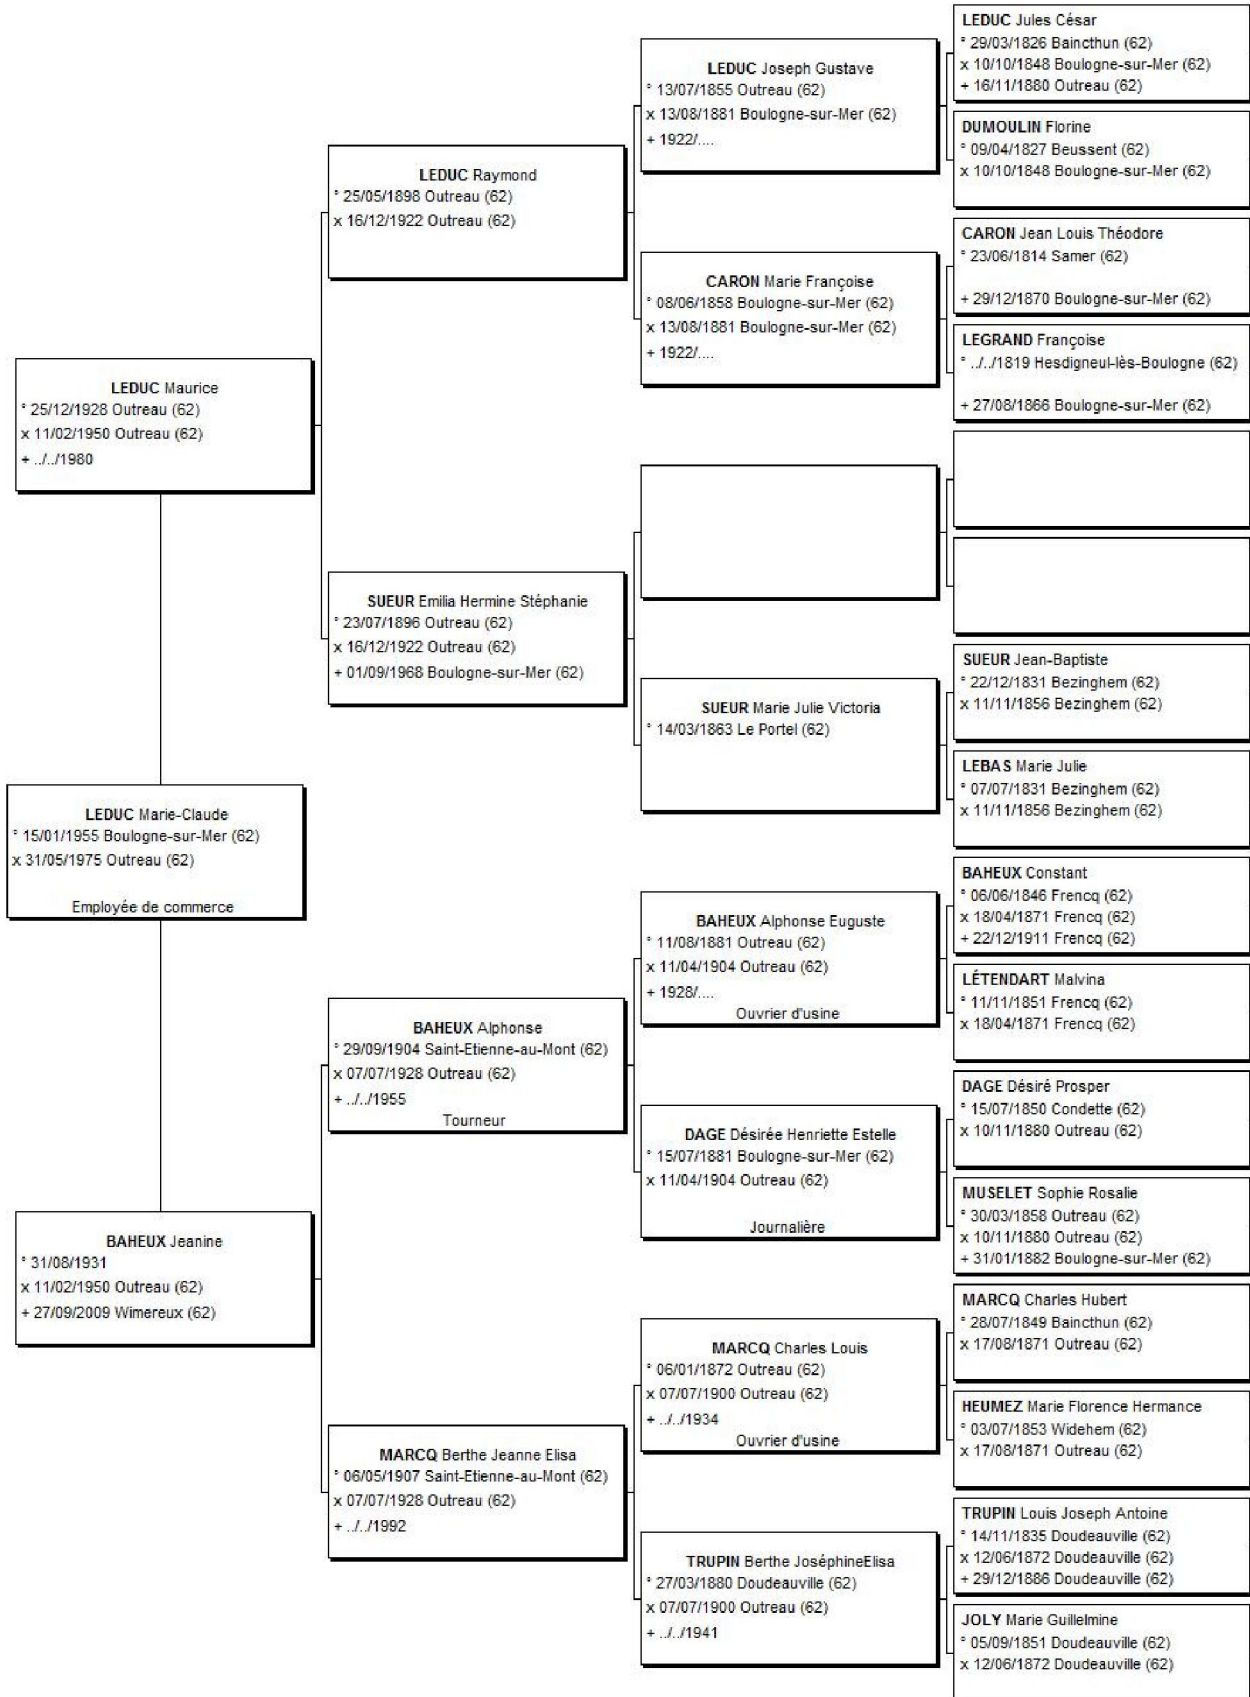 LEDUC Jules César
° 29/03/1826 Baincthun (62)
x 10/10/1848 Boulogne-sur-Mer (62)
+ 16/11/1880 Outreau (62)
LEDUC Joseph Gustave
° 13/07/1855 Outreau (62)
x 13/08/1881 Boulogne-sur-Mer (62)
+ 1922/....
DUMOULIN Florine
° 09/04/1827 Beussent (62)
x 10/10/1848 Boulogne-sur-Mer (62)
LEDUC Raymond
° 25/05/1898 Outreau (62)
x 16/12/1922 Outreau (62)
CARON Jean Louis Théodore
° 23/06/1814 Samer (62)
+ 29/12/1870 Boulogne-sur-Mer (62)
CARON Marie Françoise
° 08/06/1858 Boulogne-sur-Mer (62)
x 13/08/1881 Boulogne-sur-Mer (62)
+ 1922/....
LEGRAND Françoise
° ../../1819 Hesdigneul-lès-Boulogne (62)
+ 27/08/1866 Boulogne-sur-Mer (62)
LEDUC Maurice
° 25/12/1928 Outreau (62)
x 11/02/1950 Outreau (62)
+ ../../1980
SUEUR Emilia Hermine Stéphanie
° 23/07/1896 Outreau (62)
x 16/12/1922 Outreau (62)
+ 01/09/1968 Boulogne-sur-Mer (62)
SUEUR Jean-Baptiste
° 22/12/1831 Bezinghem (62)
x 11/11/1856 Bezinghem (62)
SUEUR Marie Julie Victoria
° 14/03/1863 Le Portel (62)
LEBAS Marie Julie
° 07/07/1831 Bezinghem (62)
x 11/11/1856 Bezinghem (62)
LEDUC Marie-Claude
° 15/01/1955 Boulogne-sur-Mer (62)
x 31/05/1975 Outreau (62)
Employée de commerce
BAHEUX Constant
° 06/06/1846 Frencq (62)
x 18/04/1871 Frencq (62)
+ 22/12/1911 Frencq (62)
BAHEUX Alphonse Euguste
° 11/08/1881 Outreau (62)
x 11/04/1904 Outreau (62)
+ 1928/....
Ouvrier d'usine
LÉTENDART Malvina
° 11/11/1851 Frencq (62)
x 18/04/1871 Frencq (62)
BAHEUX Alphonse
° 29/09/1904 Saint-Etienne-au-Mont (62)
x 07/07/1928 Outreau (62)
+ ../../1955
Tourneur
DAGE Désiré Prosper
° 15/07/1850 Condette (62)
x 10/11/1880 Outreau (62)
DAGE Désirée Henriette Estelle
° 15/07/1881 Boulogne-sur-Mer (62)
x 11/04/1904 Outreau (62)
Journalière
MUSELET Sophie Rosalie
° 30/03/1858 Outreau (62)
x 10/11/1880 Outreau (62)
+ 31/01/1882 Boulogne-sur-Mer (62)
BAHEUX Jeanine
° 31/08/1931
x 11/02/1950 Outreau (62)
+ 27/09/2009 Wimereux (62)
MARCQ Charles Hubert
° 28/07/1849 Baincthun (62)
x 17/08/1871 Outreau (62)
MARCQ Charles Louis
° 06/01/1872 Outreau (62)
x 07/07/1900 Outreau (62)
+ ../../1934
Ouvrier d'usine
HEUMEZ Marie Florence Hermance
° 03/07/1853 Widehem (62)
x 17/08/1871 Outreau (62)
MARCQ Berthe Jeanne Elisa
° 06/05/1907 Saint-Etienne-au-Mont (62)
x 07/07/1928 Outreau (62)
+ ../../1992
TRUPIN Louis Joseph Antoine
° 14/11/1835 Doudeauville (62)
x 12/06/1872 Doudeauville (62)
+ 29/12/1886 Doudeauville (62)
TRUPIN Berthe JoséphineElisa
° 27/03/1880 Doudeauville (62)
x 07/07/1900 Outreau (62)
+ ../../1941
JOLY Marie Guillelmine
° 05/09/1851 Doudeauville (62)
x 12/06/1872 Doudeauville (62)